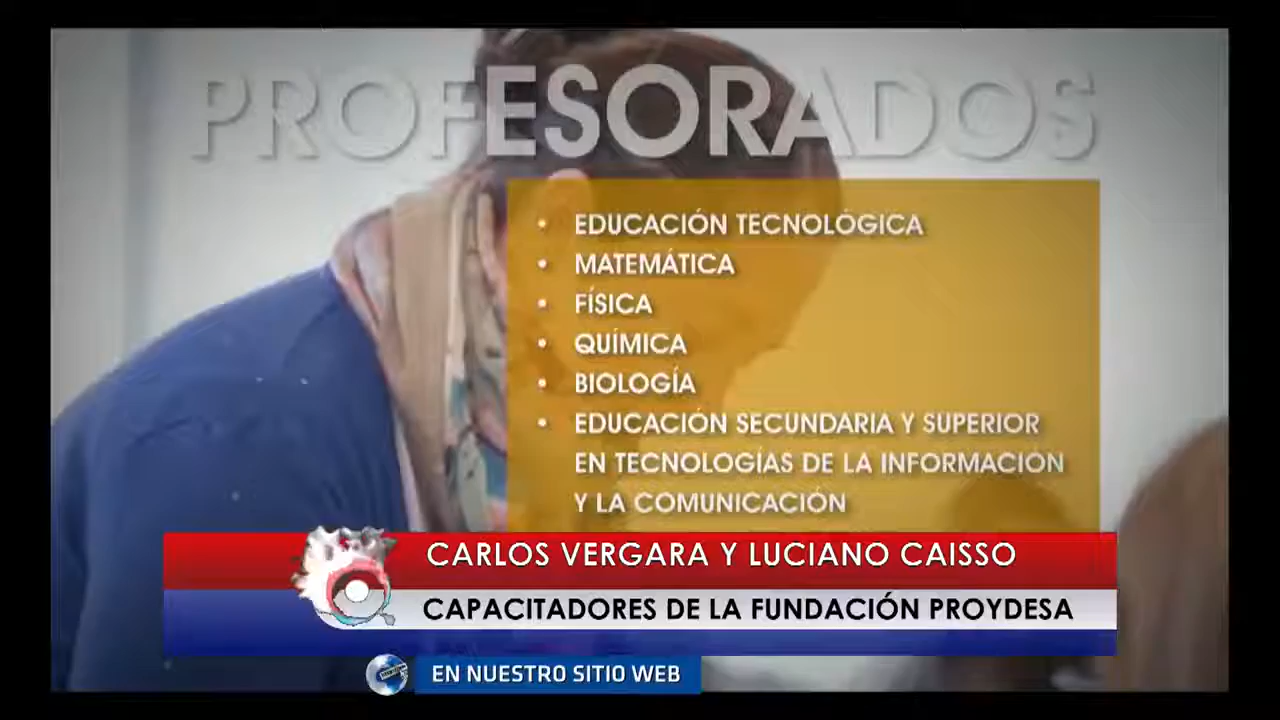 PROFESORADOS
• EDUCACIÓN TECNOLÓGICA
• MATEMÁTICA
• FÍSICA
• QUÍMICA
• BIOLOGÍA
• EDUCACIÓN SECUNDARIA Y SUPERIOR
EN TECNOLOGÍAS DE LA INFORMACIÓN
Y LA COMUNICACIÓN
CARLOS VERGARA Y LUCIANO CAISSO
CAPACITADORES DE LA FUNDACIÓN PROYDESA
EN NUESTRO SITIO WEB